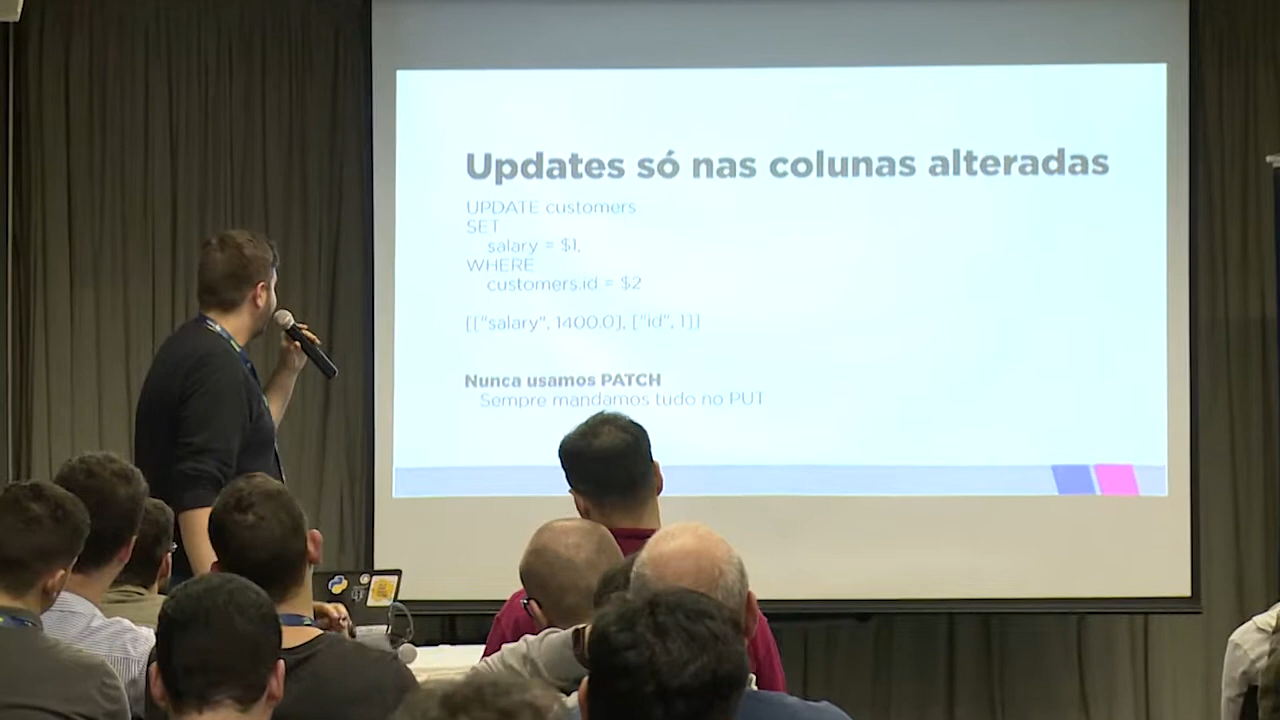 Updates só nas colunas alteradas
UPDATE customers
SET
salary = $1,
WHERE
customers.id = $2
[["salary", 1400.0], ["id", 1]]
Nunca usamos PATCH
Sempre mandamos tudo no PUT